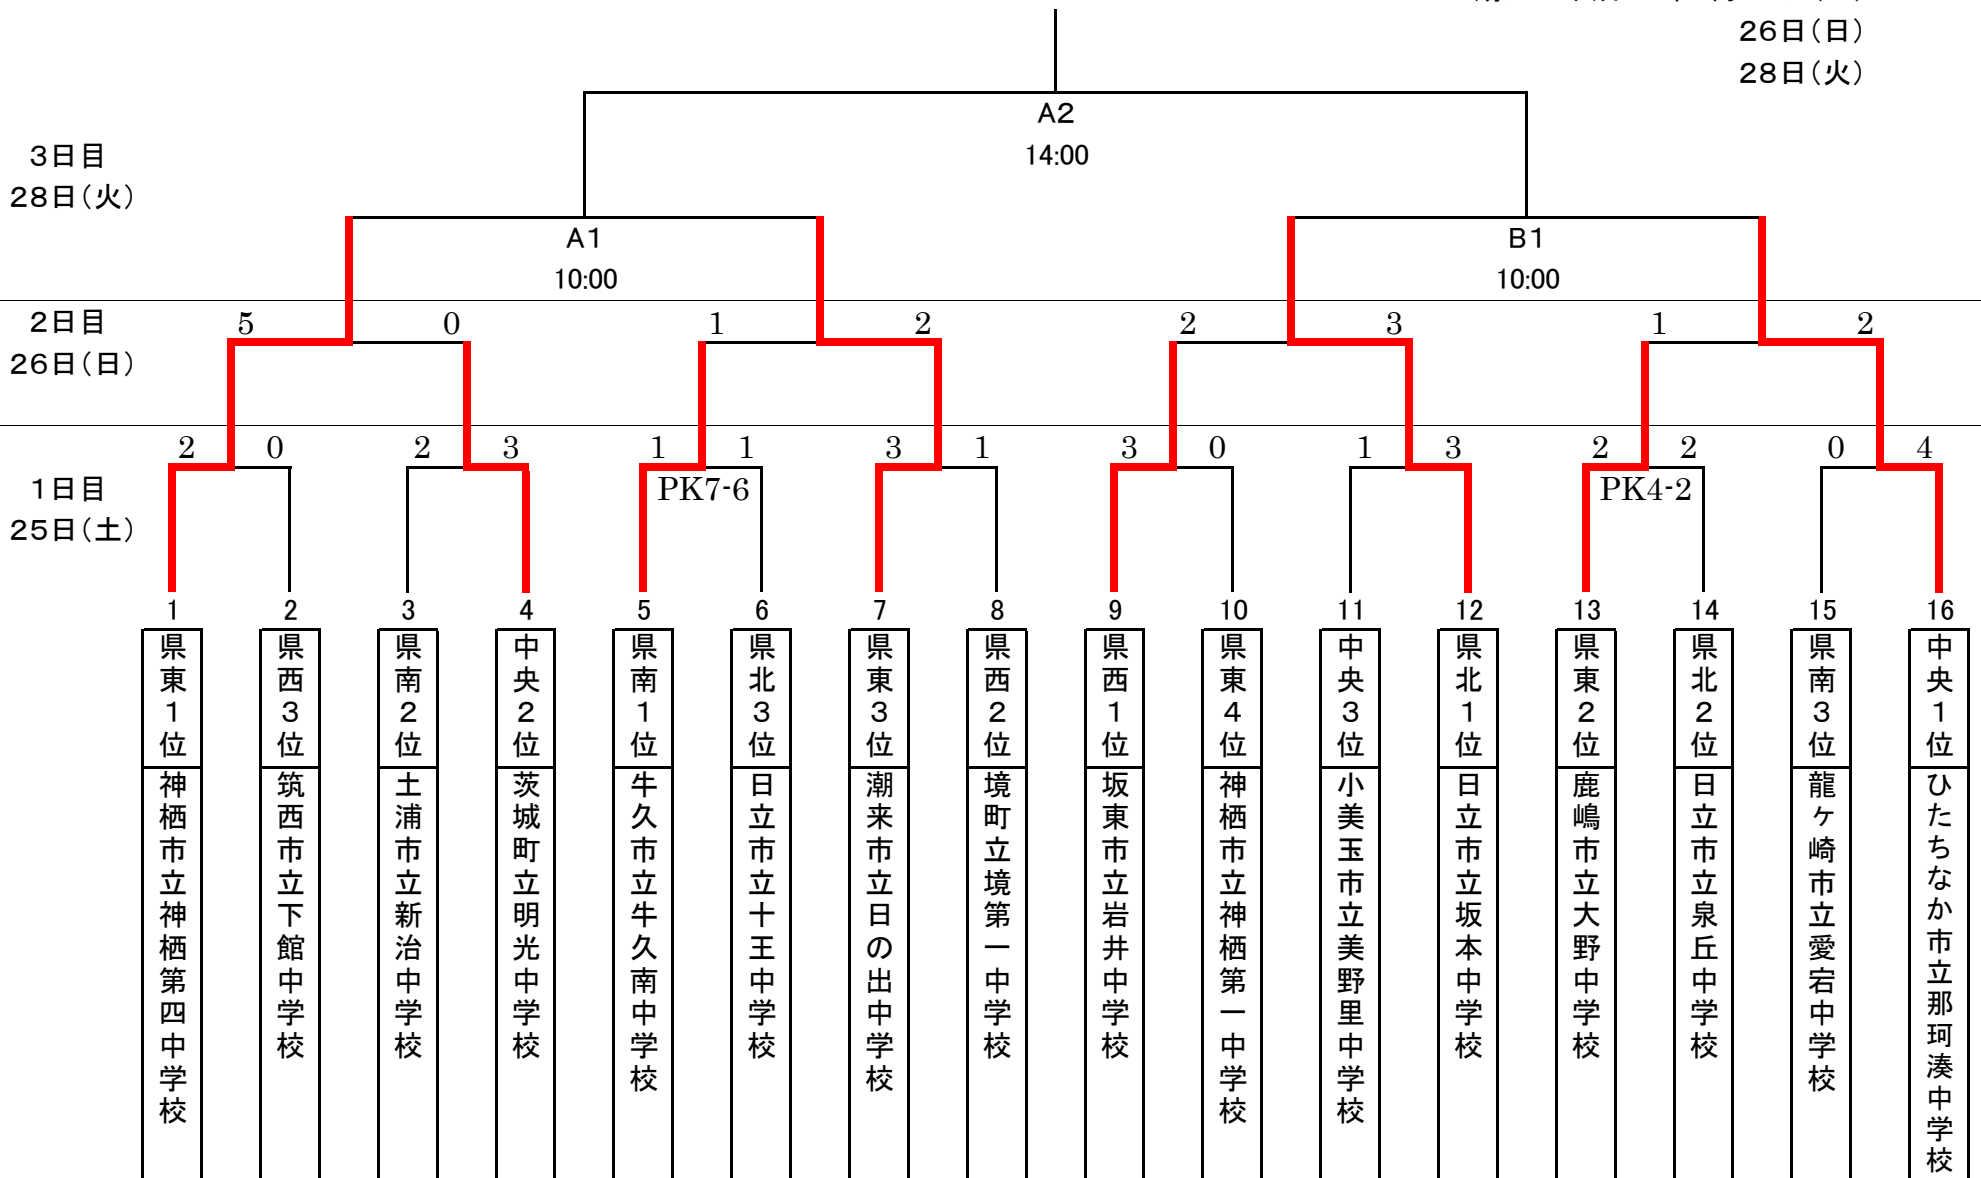 26日(日)
28日(火)
A2
14:00
3日目
28日(火)
A1
10:00
B1
10:00
2日目
26日(日)
5 0 1 2 2 3 1 2
1日目
25日(土)
2 0 2 3 1 1 3 1 3 0 1 3 2 2 0 4
PK7-6
PK4-2
1 2 3 4 5 6 7 8 9 10 11 12 13 14 15 16
県東1位
神栖市立神栖第四中学校
県西3位
筑西市立下館中学校
県南2位
土浦市立新治中学校
中央2位
茨城町立明光中学校
県南1位
牛久市立牛久南中学校
県北3位
日立市立十王中学校
県東3位
潮来市立日の出中学校
県西2位
境町立境第一中学校
県西1位
坂東市立岩井中学校
県東4位
神栖市立神栖第一中学校
中央3位
小美玉市立美野里中学校
県北1位
日立市立坂本中学校
県東2位
鹿嶋市立大野中学校
県北2位
日立市立泉丘中学校
県南3位
龍ヶ崎市立愛宕中学校
中央1位
ひたちなか市立那珂湊中学校